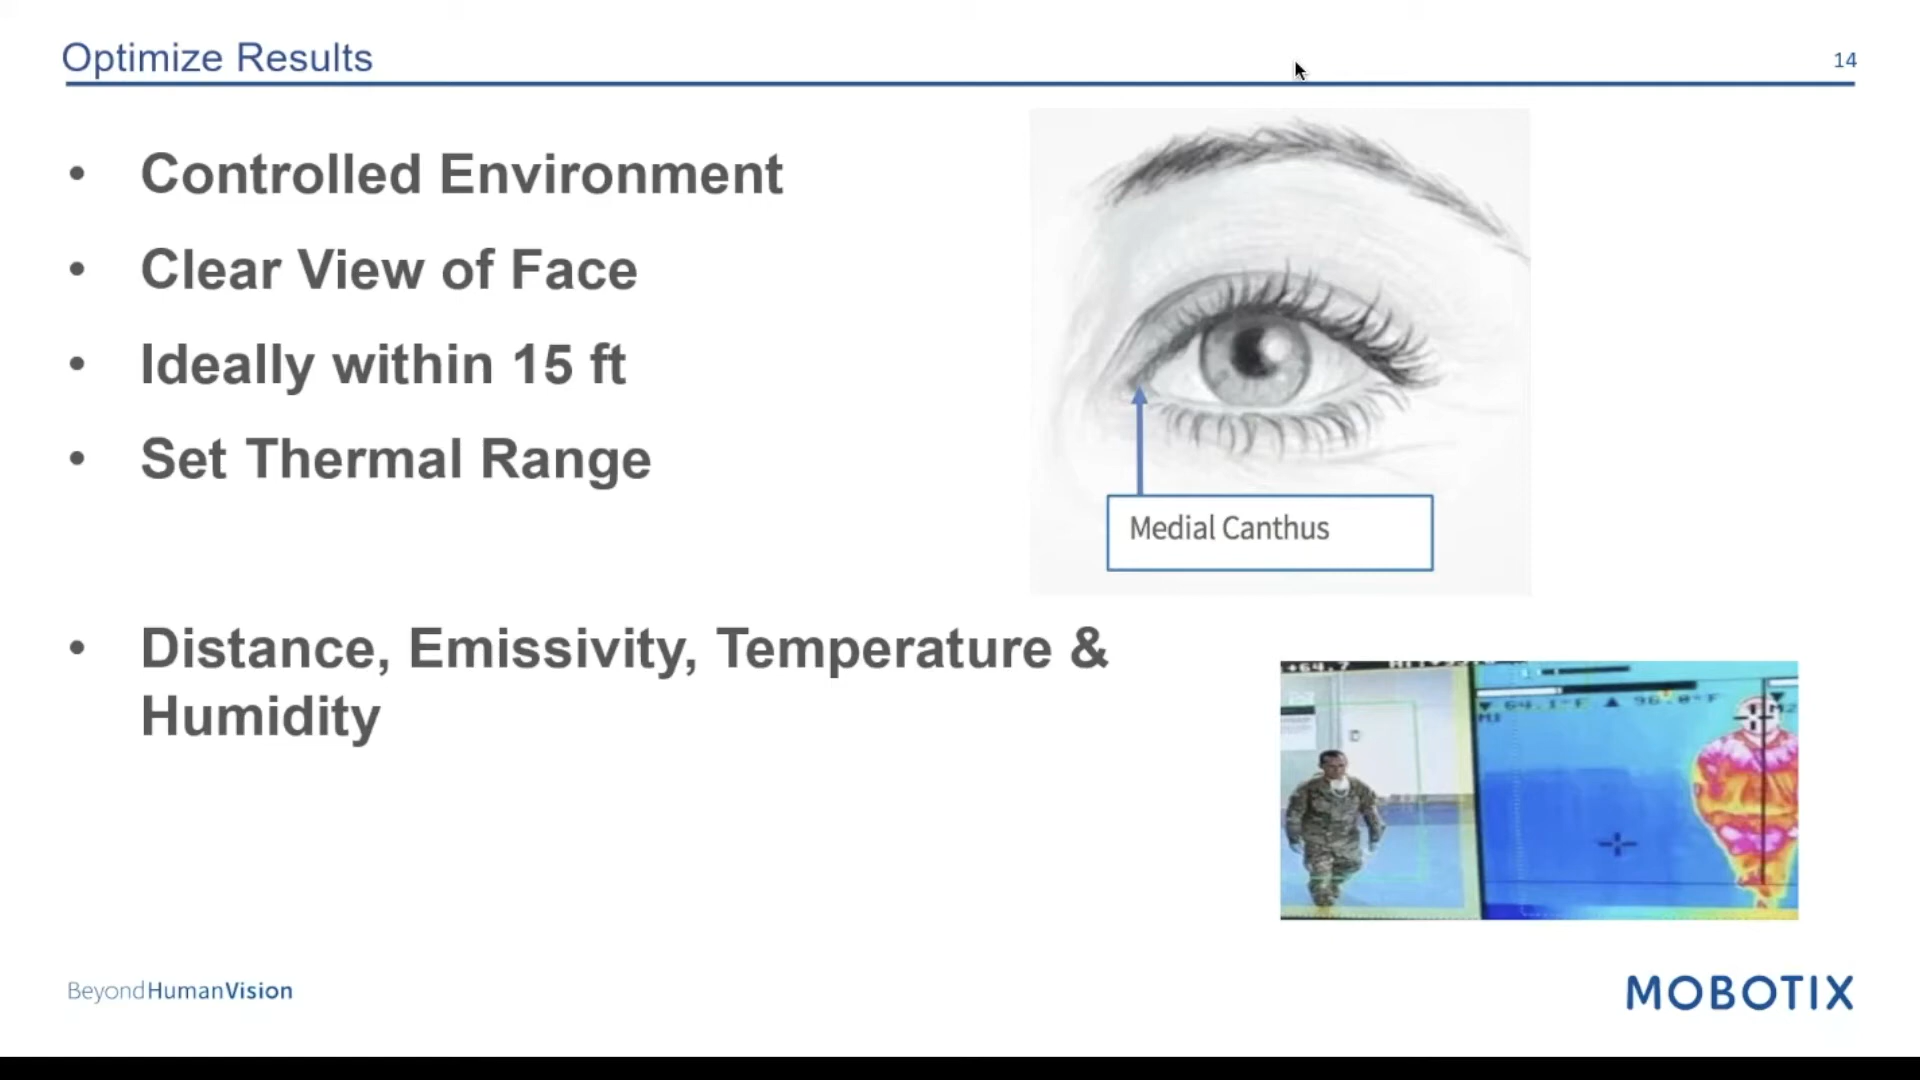 Optimize Results
14
• Controlled Environment
• Clear View of Face
• Ideally within 15 ft
• Set Thermal Range
Medial Canthus
• Distance, Emissivity, Temperature &
Humidity
BeyondHumanVision
MOBOTIX